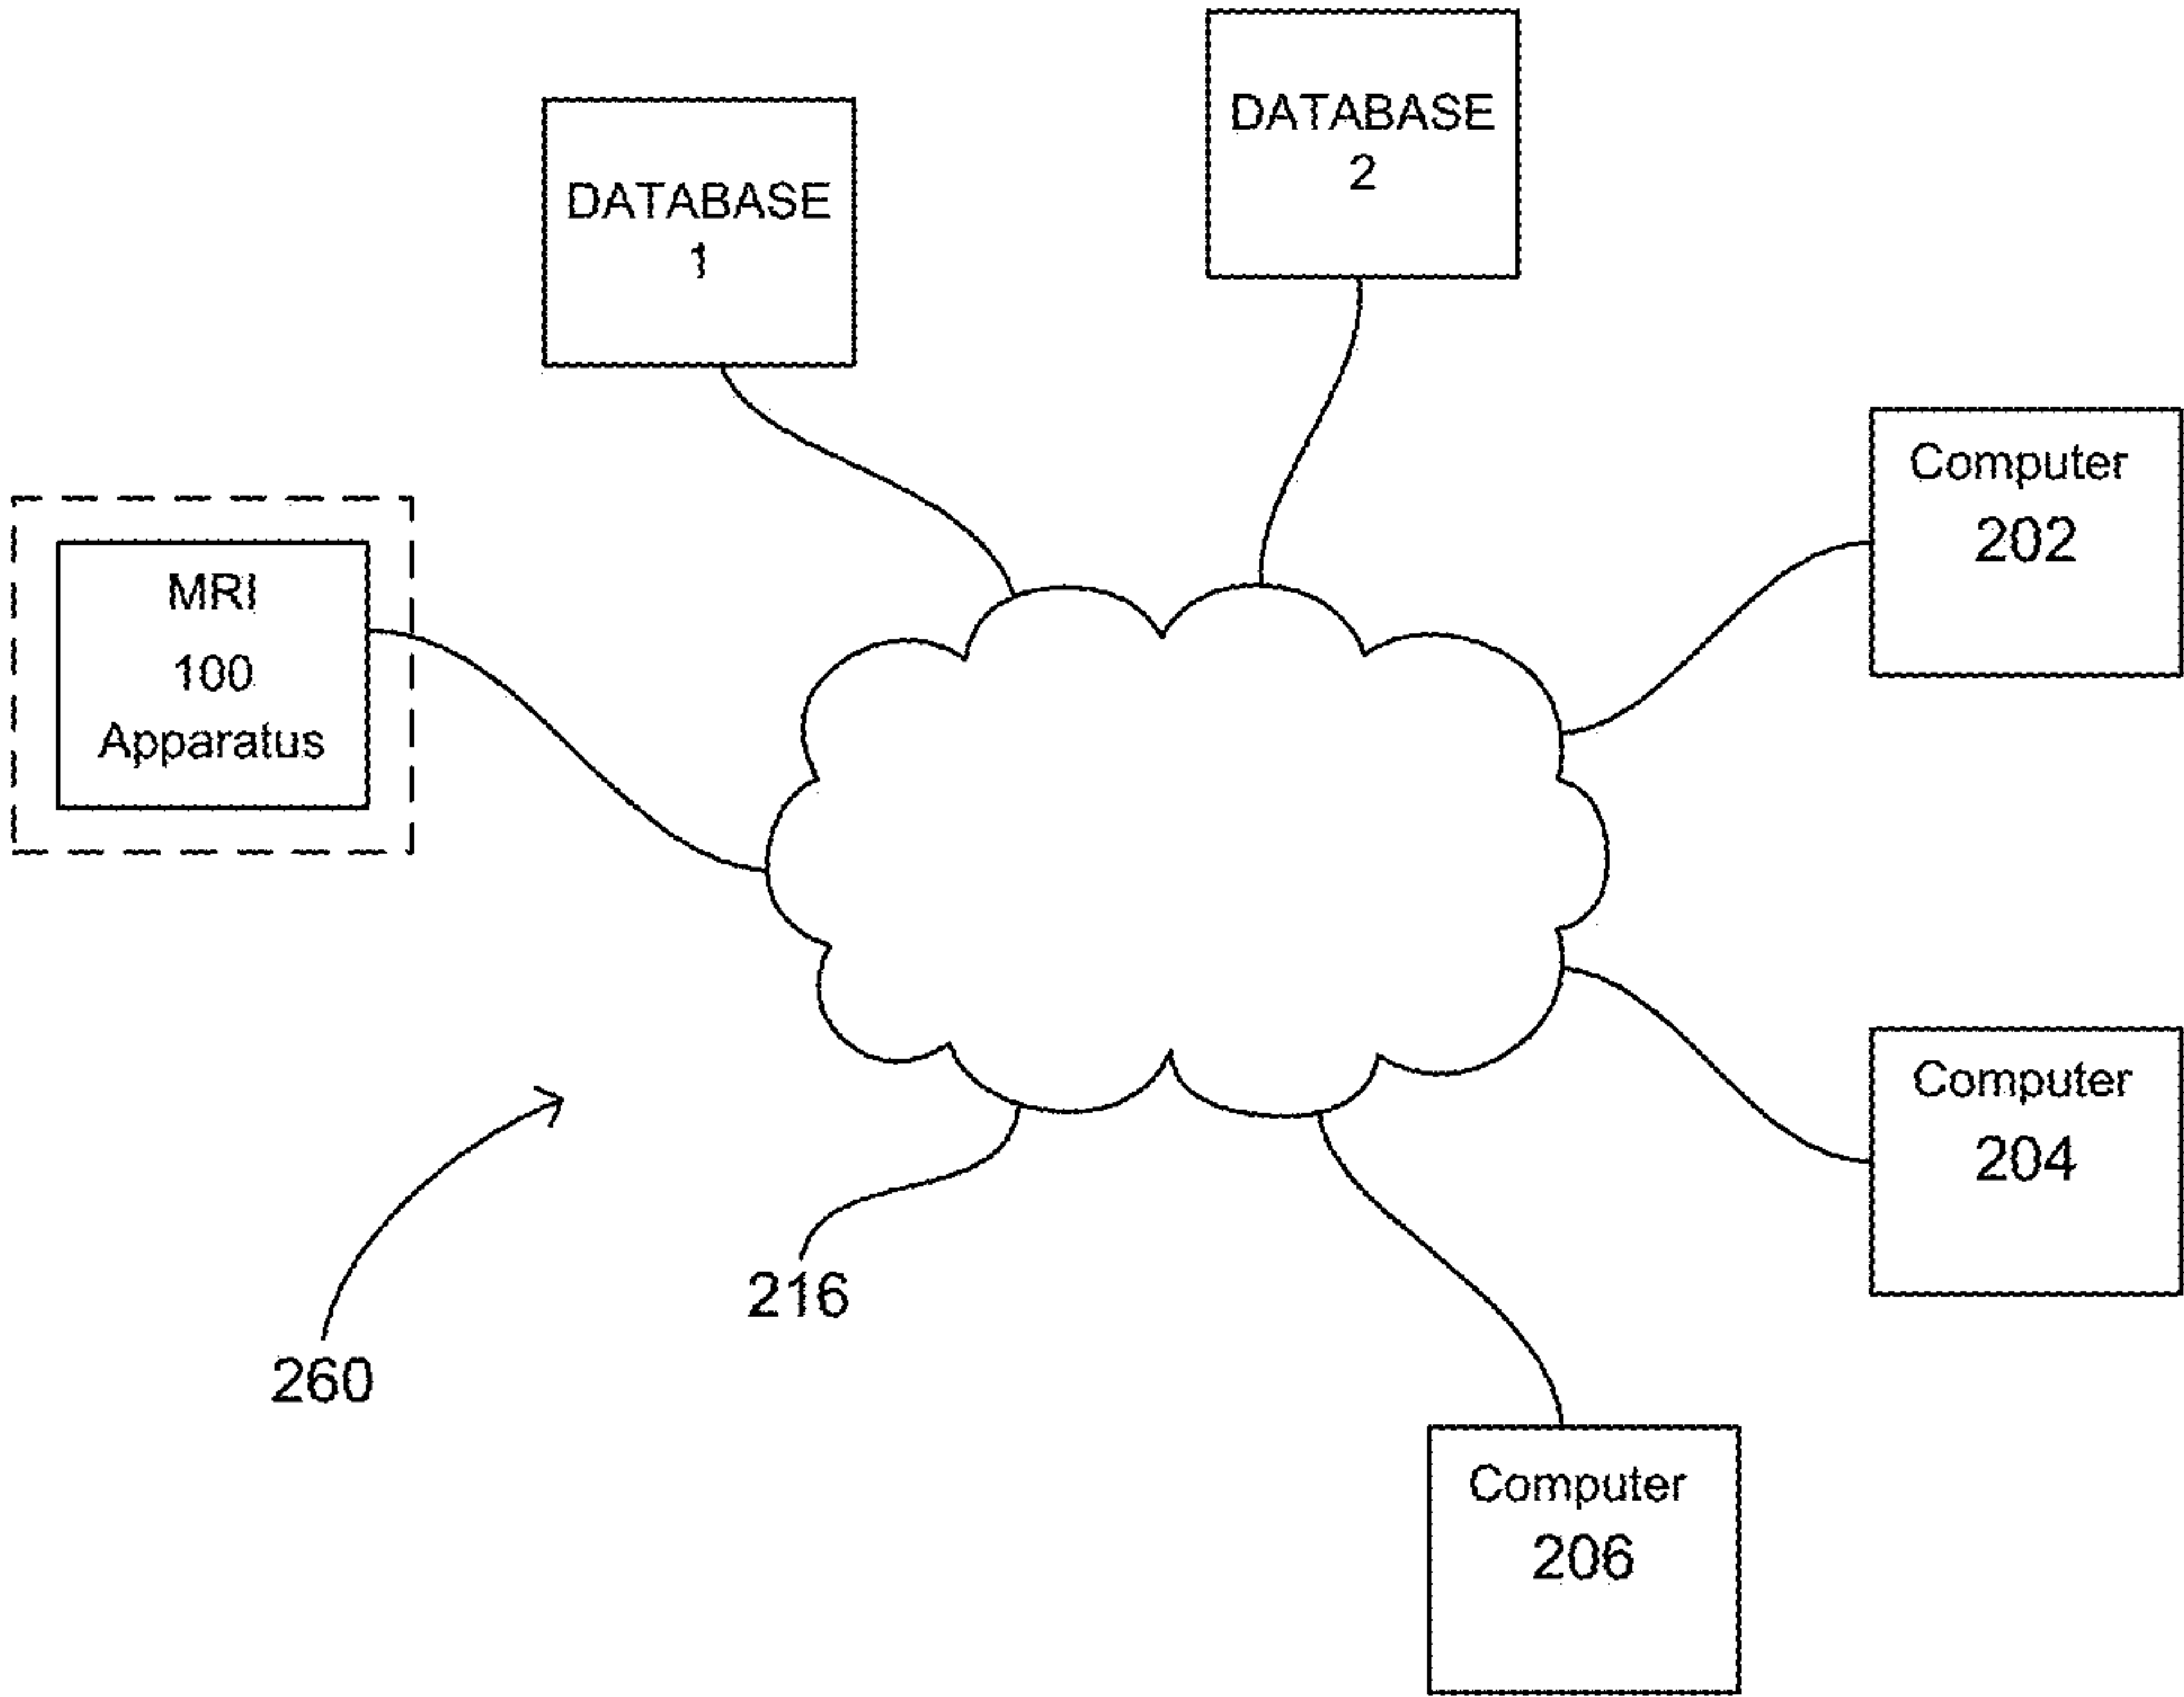 DATABASE
1
DATABASE
2
Computer
202
MRI
100
Apparatus
Computer
204
216
260
Computer
206